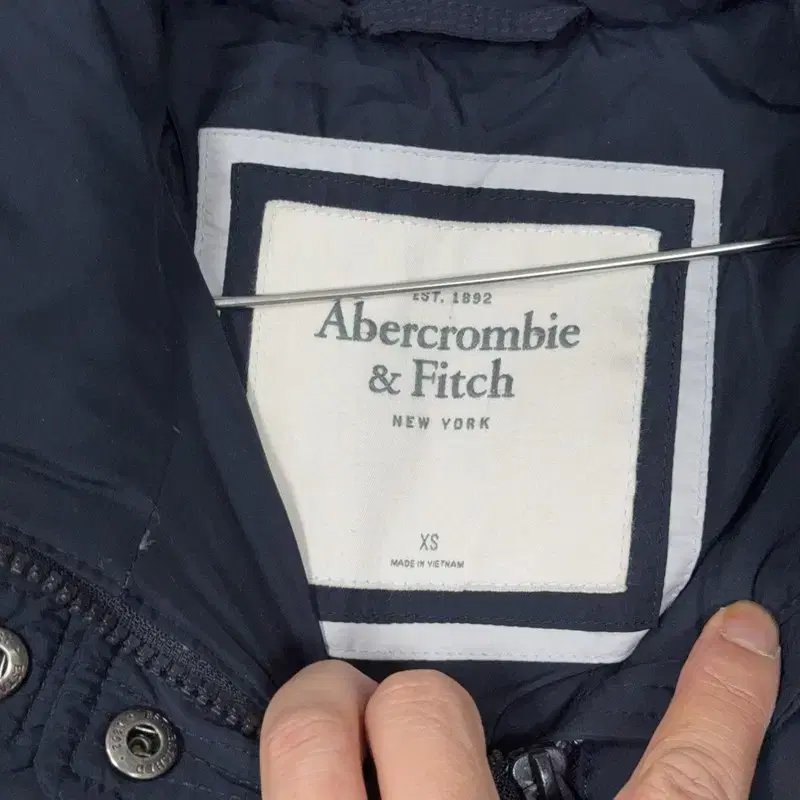 EST. 1892
Abercrombie
& Fitch
NEW YORK
XS
MADE IN VIETNAM